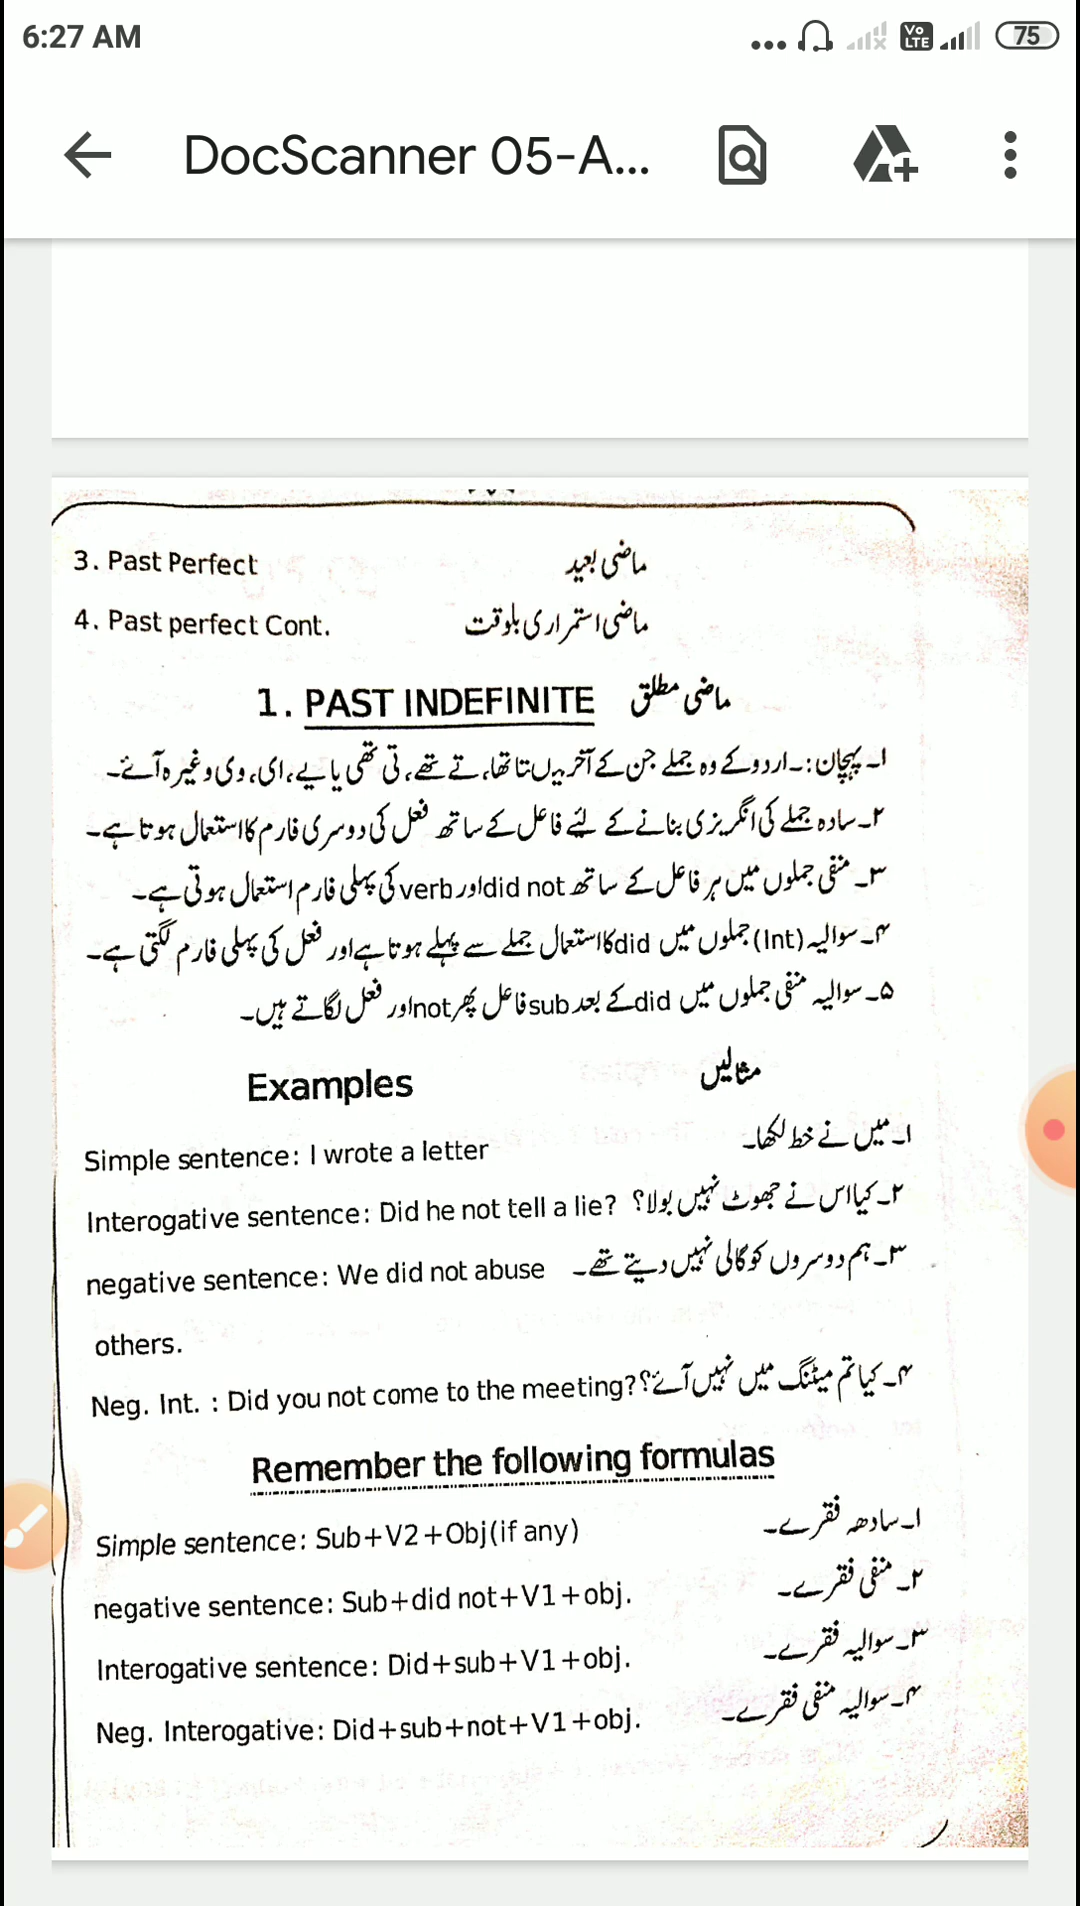 6:27 AM
Vo LTE 75
DocScanner 05-A...
3. Past Perfect ماضی بعید
4. Past perfect Cont. ماضی استمراری بلوقت
1. PAST INDEFINITE ماضی مطلق
۱۔ پہچان:۔ اردو کے وہ جملے جن کے آخر میں تا تھا، تے تھے، تی تھی یا یے، ای، وی وغیرہ آئے۔
۲۔ سادہ جملے کی انگریزی بنانے کے لئے فاعل کے ساتھ فعل کی دوسری فارم کا استعمال ہوتا ہے۔
۳۔ منفی جملوں میں ہر فاعل کے ساتھ did not اور verb کی پہلی فارم استعمال ہوتی ہے۔
۴۔ سوالیہ (Int) جملوں میں did کا استعمال جملے سے پہلے ہوتا ہے اور فعل کی پہلی فارم لگتی ہے۔
۵۔ سوالیہ منفی جملوں میں did کے بعد sub فاعل پھر not اور فعل لگاتے ہیں۔
Examples مثالیں
Simple sentence: I wrote a letter ۱۔ میں نے خط لکھا۔
Interogative sentence: Did he not tell a lie? ۲۔ کیا اس نے جھوٹ نہیں بولا؟
negative sentence: We did not abuse ۳۔ ہم دوسروں کو گالی نہیں دیتے تھے۔
others.
Neg. Int. : Did you not come to the meeting? ۴۔ کیا تم میٹنگ میں نہیں آئے؟
Remember the following formulas
Simple sentence: Sub+V2+Obj(if any) ۱۔ سادھہ فقرے۔
negative sentence: Sub+did not+V1+obj. ۲۔ منفی فقرے۔
Interogative sentence: Did+sub+V1+obj. ۳۔ سوالیہ فقرے۔
Neg. Interogative: Did+sub+not+V1+obj. ۴۔ سوالیہ منفی فقرے۔